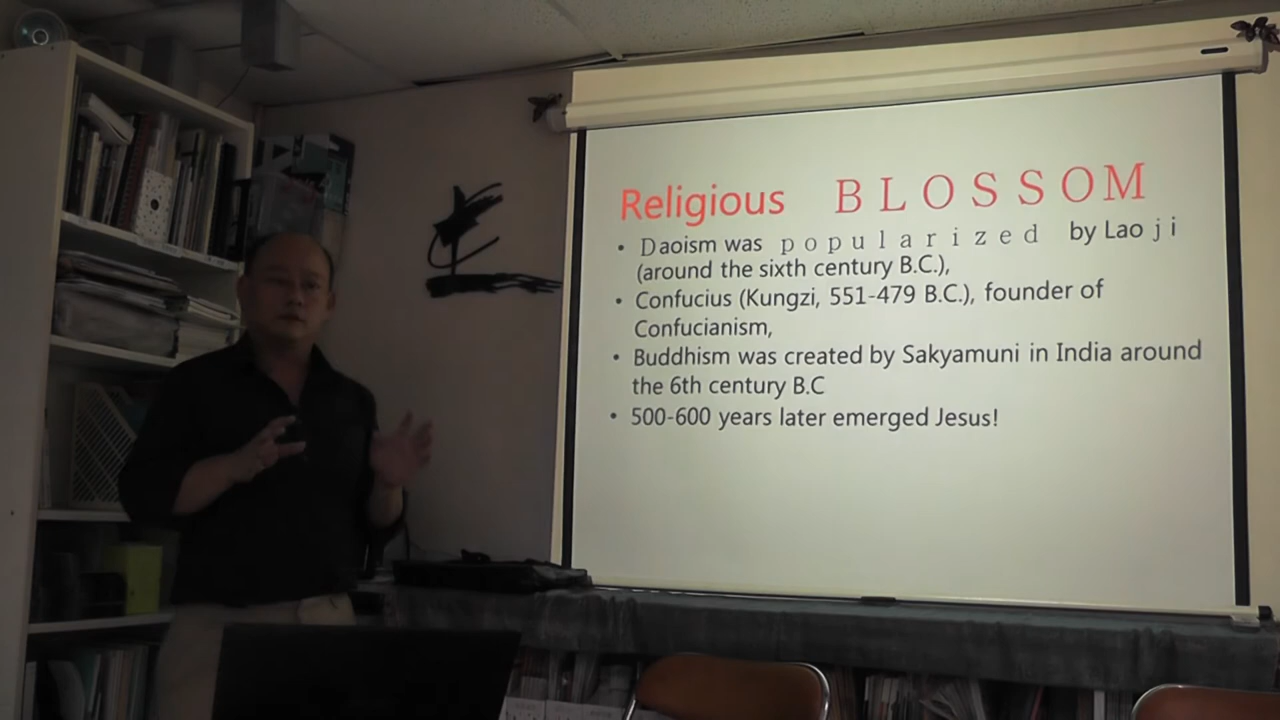 Religious BLOSSOM
• Daoism was popularized by Lao ji
(around the sixth century B.C.),
• Confucius (Kungzi, 551-479 B.C.), founder of
Confucianism,
• Buddhism was created by Sakyamuni in India around
the 6th century B.C
• 500-600 years later emerged Jesus!